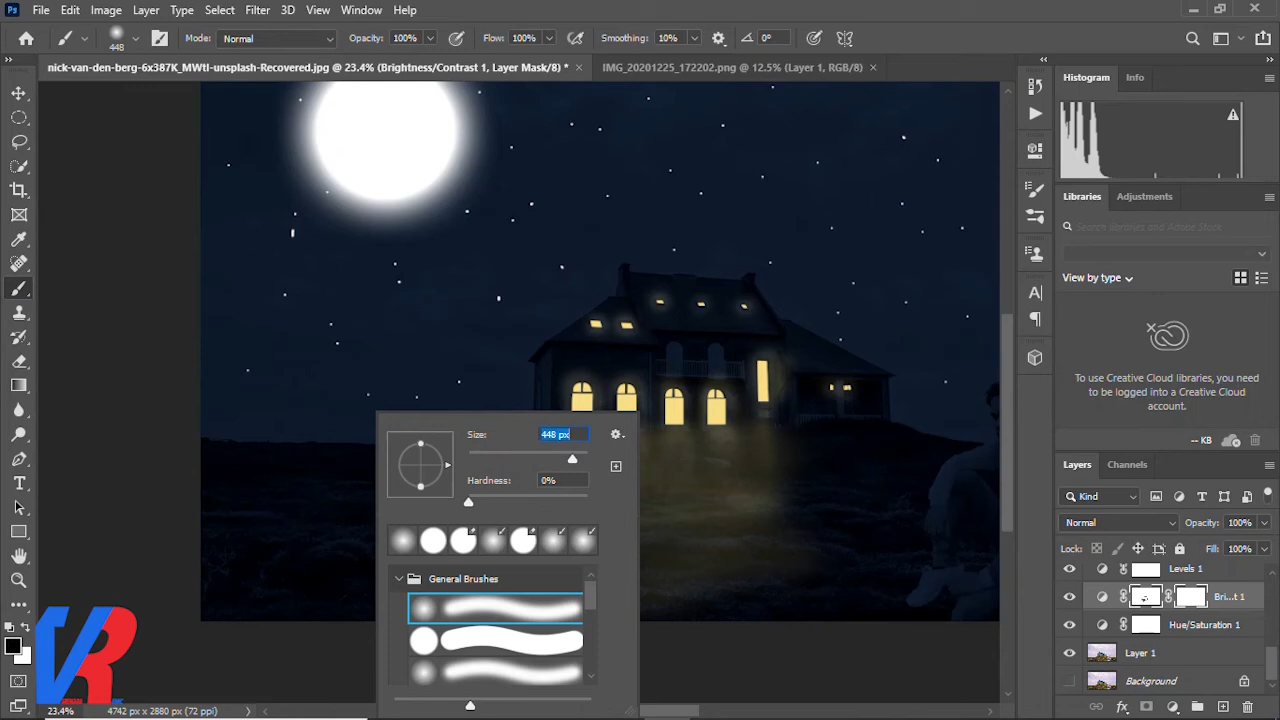 Ps File Edit Image Layer Type Select Filter 3D View Window Help
448 Mode: Normal Opacity: 100% Flow: 100% Smoothing: 10% 0°
nick-van-den-berg-6x387K_MWtI-unsplash-Recovered.jpg @ 23.4% (Brightness/Contrast 1, Layer Mask/8) * × IMG_20201225_172202.png @ 12.5% (Layer 1, RGB/8) ×
Histogram Info
Libraries Adjustments
Search libraries and Adobe Stock
View by type
To use Creative Cloud libraries, you need
to be logged into a Creative Cloud
account.
-- KB
Layers Channels
Kind
Normal Opacity: 100%
Lock: Fill: 100%
Levels 1
Bri...t 1
Hue/Saturation 1
Layer 1
Background
Size: 448 px
Hardness: 0%
General Brushes
VR
23.4% 4742 px x 2880 px (72 ppi)